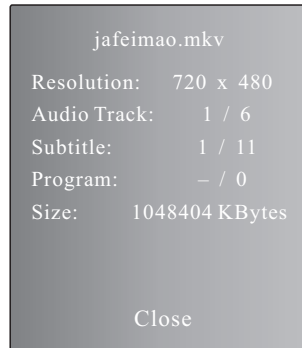 jafeimao.mkv
Resolution: 720 x 480
Audio Track: 1 / 6
Subtitle: 1 / 11
Program: – / 0
Size: 1048404 KBytes
Close